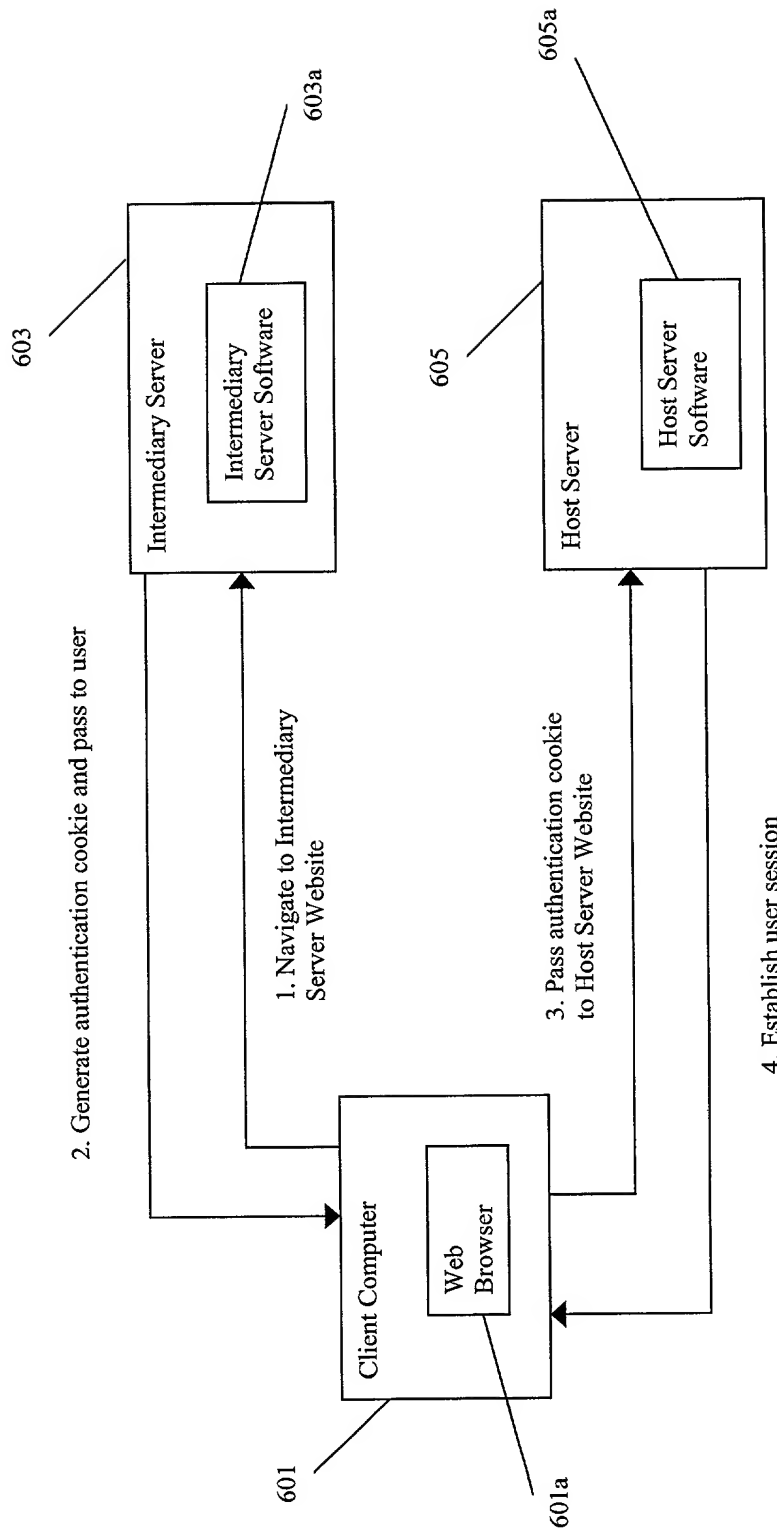 603
603a
Intermediary Server
Intermediary
Server Software
2. Generate authentication cookie and pass to user
1. Navigate to Intermediary
Server Website
601
Client Computer
Web
Browser
601a
605
605a
Host Server
Host Server
Software
3. Pass authentication cookie
to Host Server Website
4. Establish user session